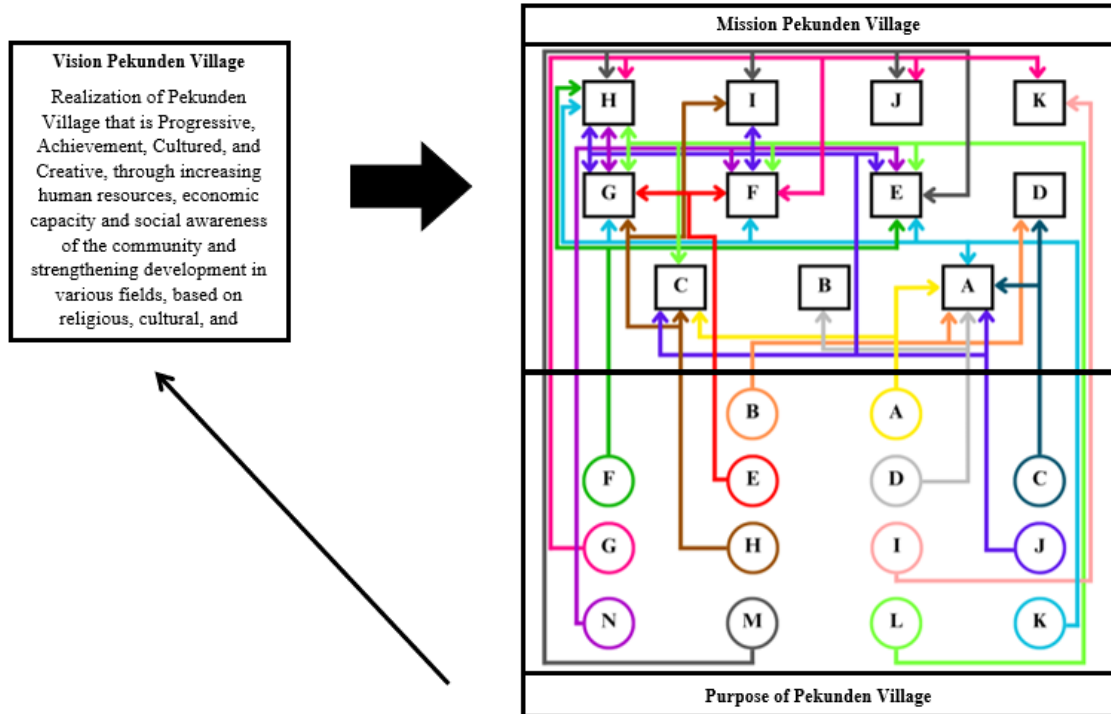 Mission Pekunden Village
Vision Pekunden Village
Realization of Pekunden
Village that is Progressive,
Achievement, Cultured, and
Creative, through increasing
human resources, economic
capacity and social awareness
of the community and
strengthening development in
various fields, based on
religious, cultural, and
H I J K
G F E D
C B A
B A
F E D C
G H I J
N M L K
Purpose of Pekunden Village